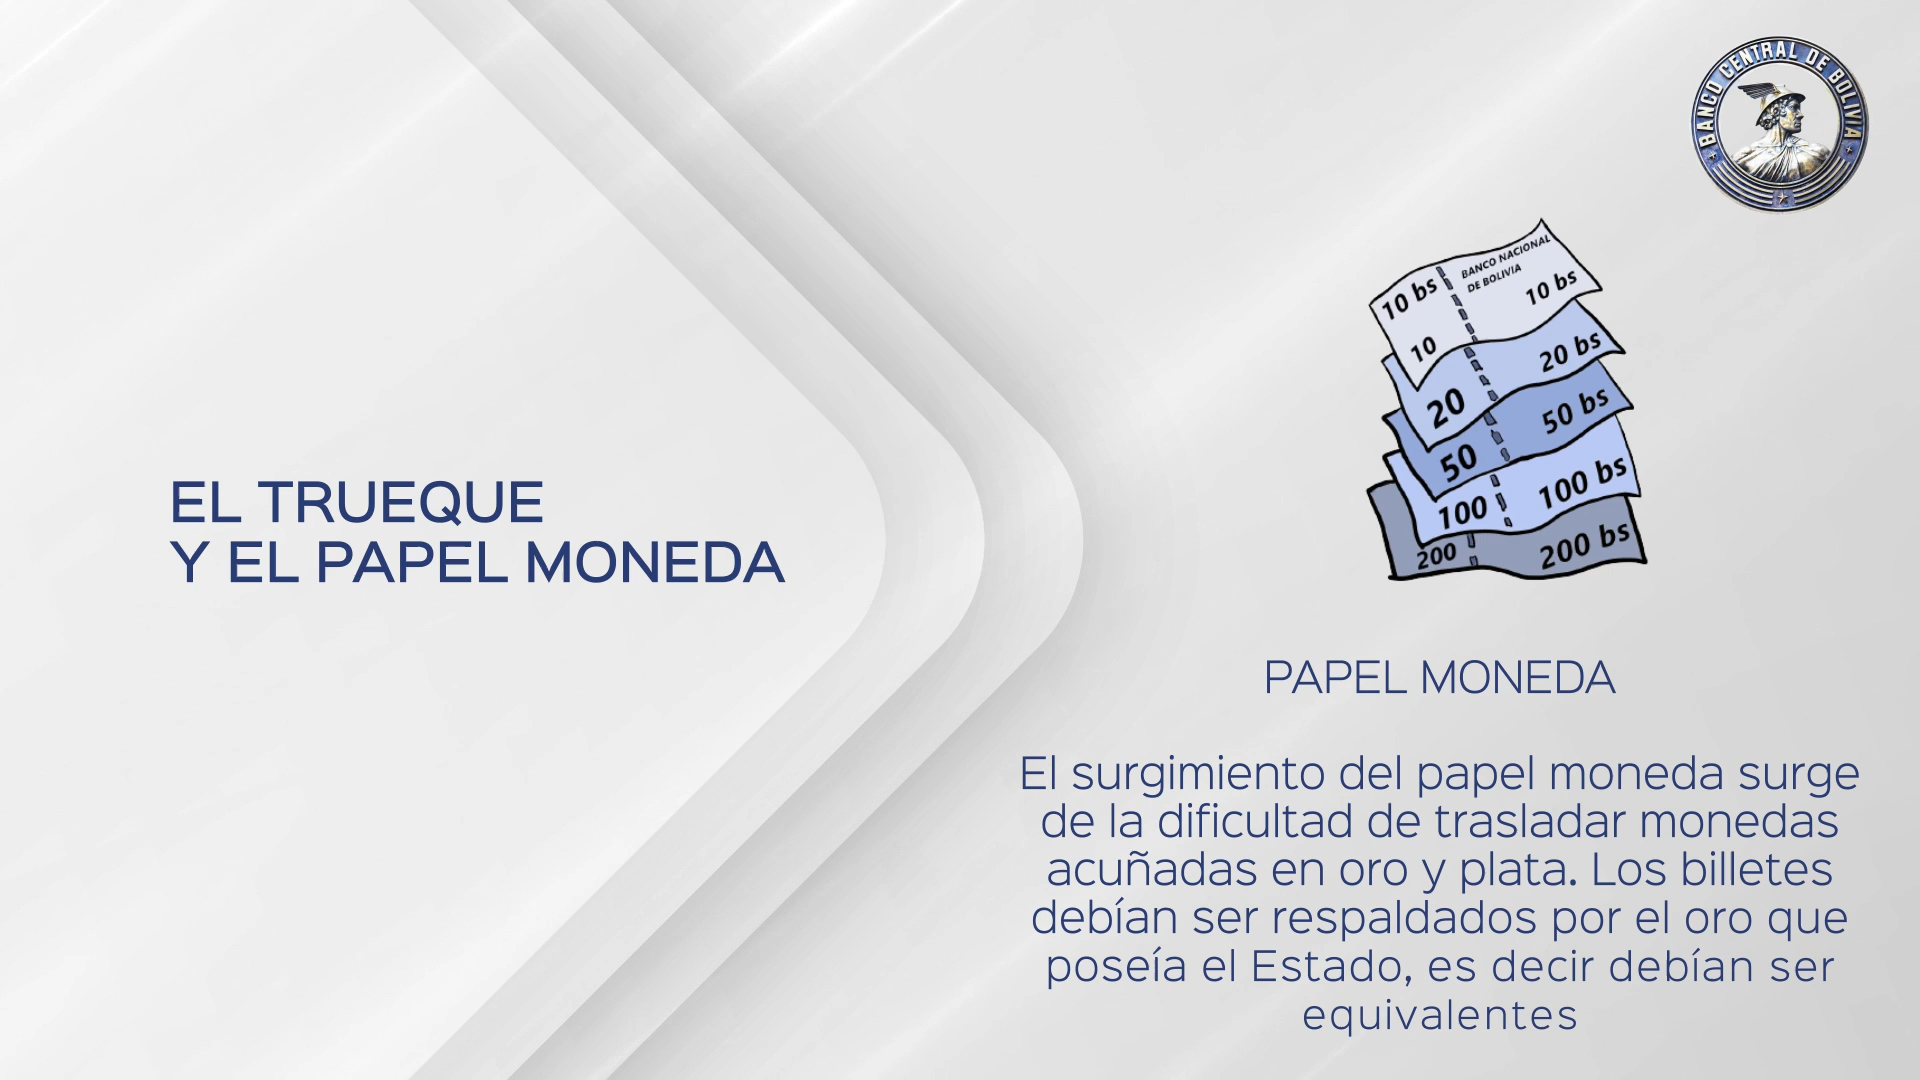 BANCO CENTRAL DE BOLIVIA
BANCO NACIONAL
DE BOLIVIA
10 bs
10 bs
10
20 bs
20
50 bs
50
100 bs
100
200 bs
200
EL TRUEQUE
Y EL PAPEL MONEDA
PAPEL MONEDA
El surgimiento del papel moneda surge
de la dificultad de trasladar monedas
acuñadas en oro y plata. Los billetes
debían ser respaldados por el oro que
poseía el Estado, es decir debían ser
equivalentes